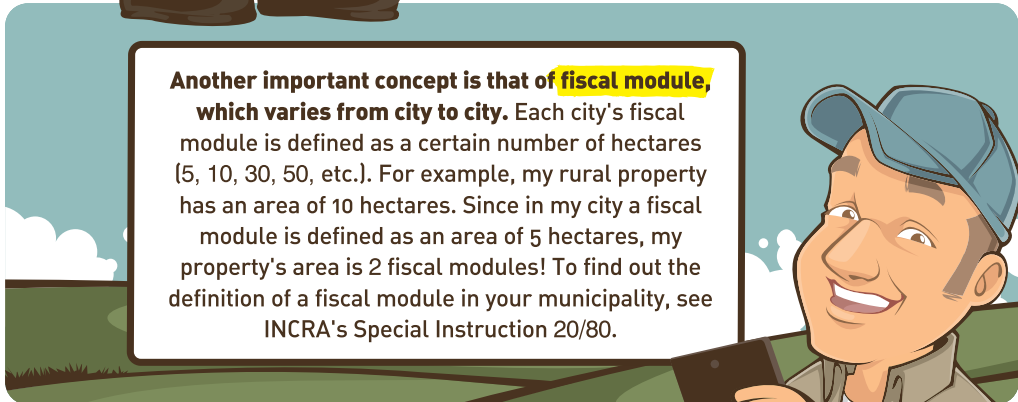 Another important concept is that of fiscal module,
which varies from city to city. Each city's fiscal
module is defined as a certain number of hectares
(5, 10, 30, 50, etc.). For example, my rural property
has an area of 10 hectares. Since in my city a fiscal
module is defined as an area of 5 hectares, my
property's area is 2 fiscal modules! To find out the
definition of a fiscal module in your municipality, see
INCRA's Special Instruction 20/80.